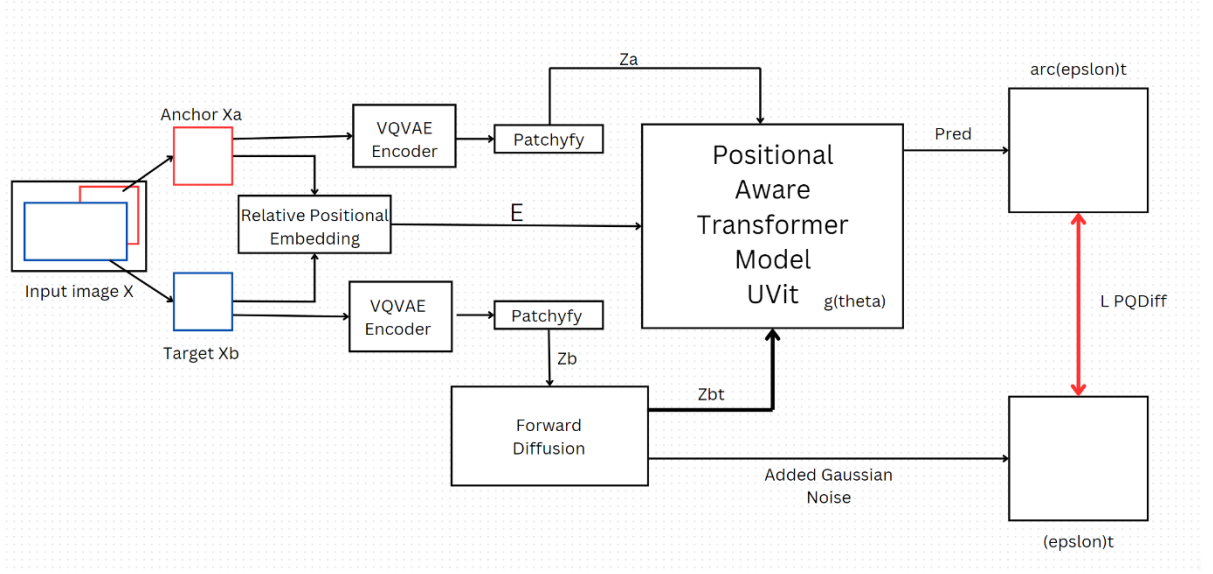 Za
arc(epslon)t
Anchor Xa
VQVAE
Encoder
Patchyfy
Pred
Positional
Aware
Transformer
Model
UVit
g(theta)
Relative Positional
Embedding
E
Input image X
VQVAE
Encoder
Patchyfy
L PQDiff
Target Xb
Zb
Zbt
Forward
Diffusion
Added Gaussian
Noise
(epslon)t